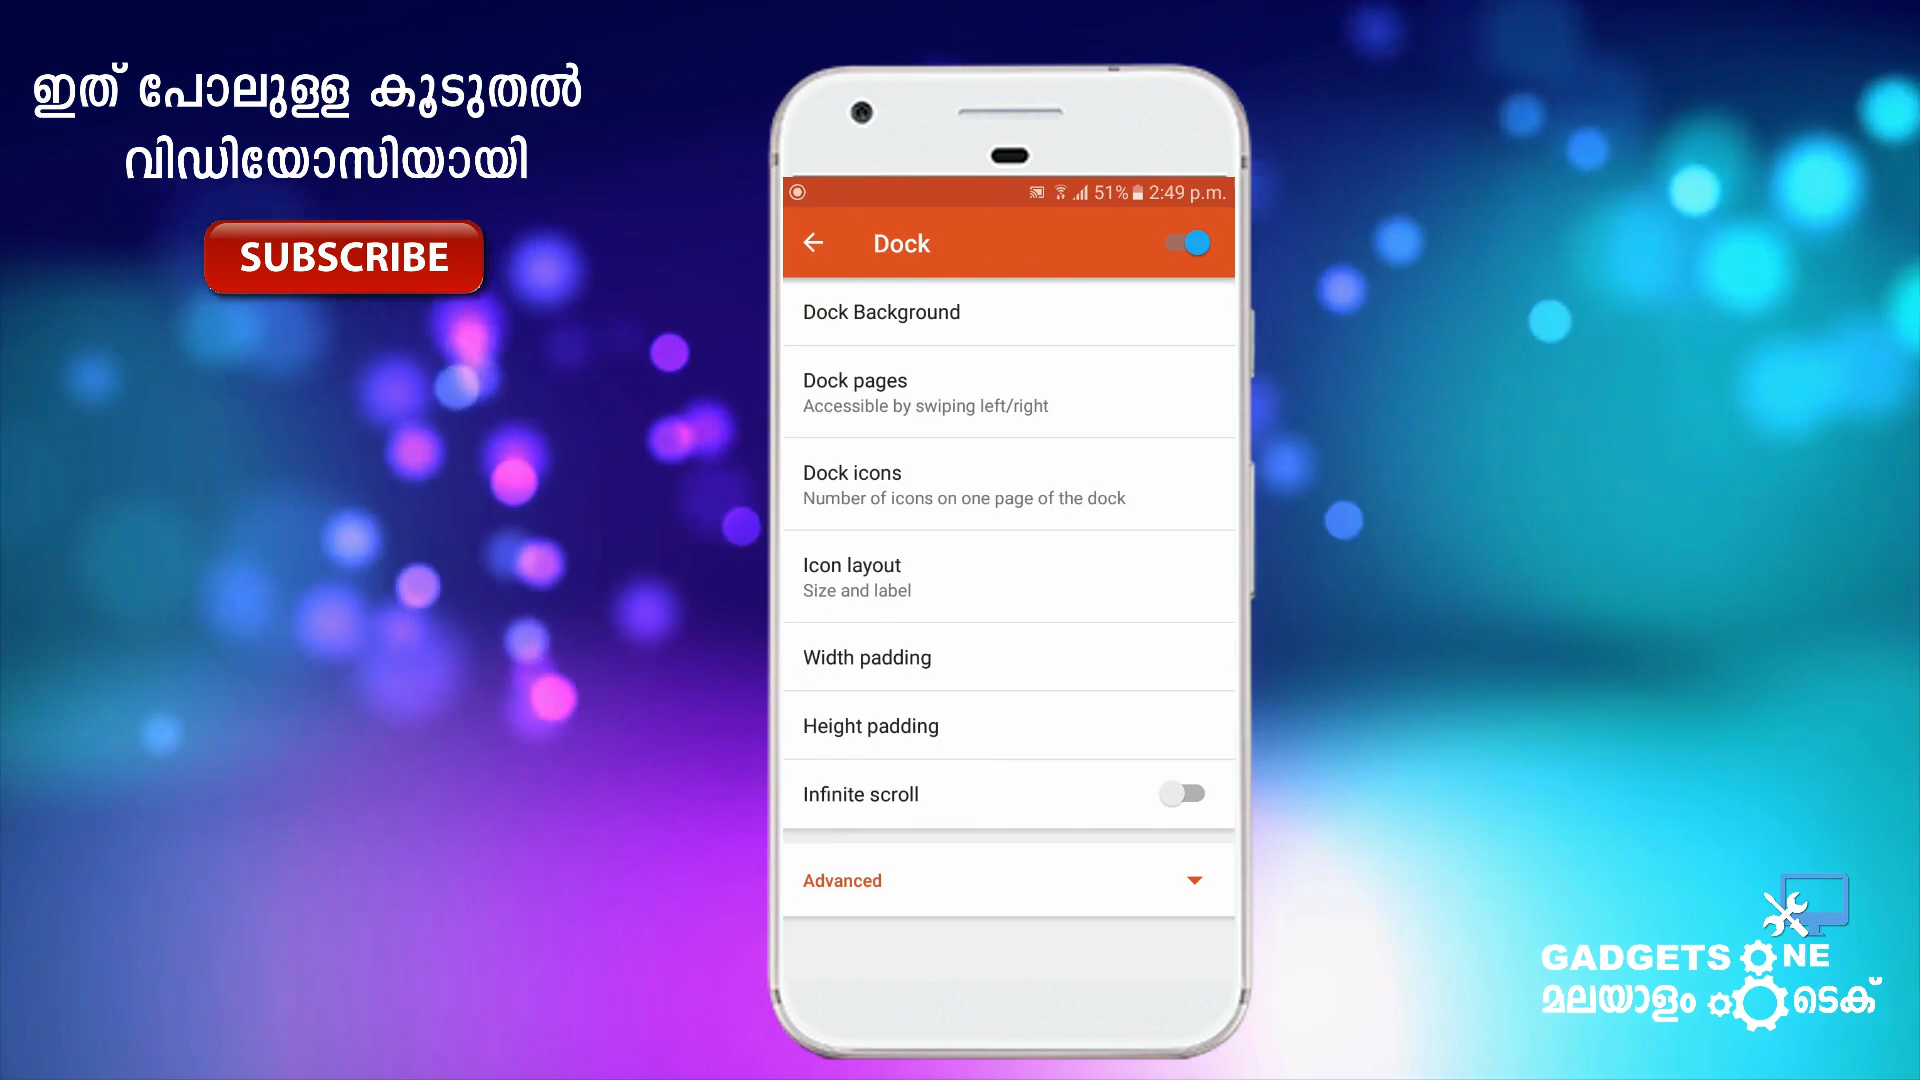 ഇത് പോലുള്ള കൂടുതൽ
വിഡിയോസിയായി
SUBSCRIBE
51% 2:49 p.m.
Dock
Dock Background
Dock pages
Accessible by swiping left/right
Dock icons
Number of icons on one page of the dock
Icon layout
Size and label
Width padding
Height padding
Infinite scroll
Advanced
GADGETS ONE
മലയാളം ടെക്